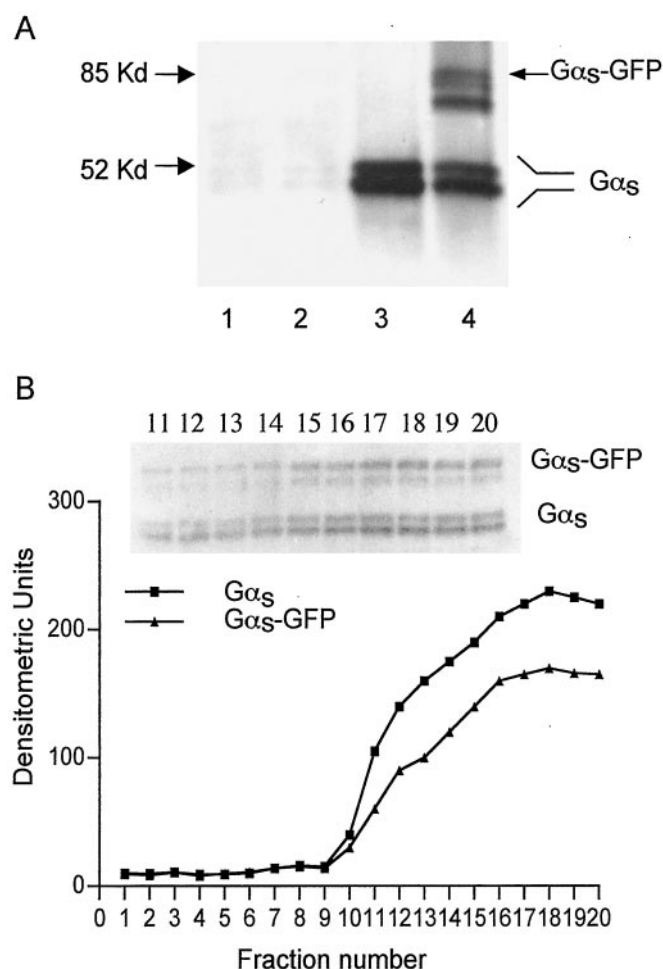 A
85 Kd
Gαs-GFP
52 Kd
Gαs
1 2 3 4
B
11 12 13 14 15 16 17 18 19 20
Gαs-GFP
Gαs
300
200
100
0
Densitometric Units
Gαs
Gαs-GFP
0 1 2 3 4 5 6 7 8 9 10 11 12 13 14 15 16 17 18 19 20
Fraction number